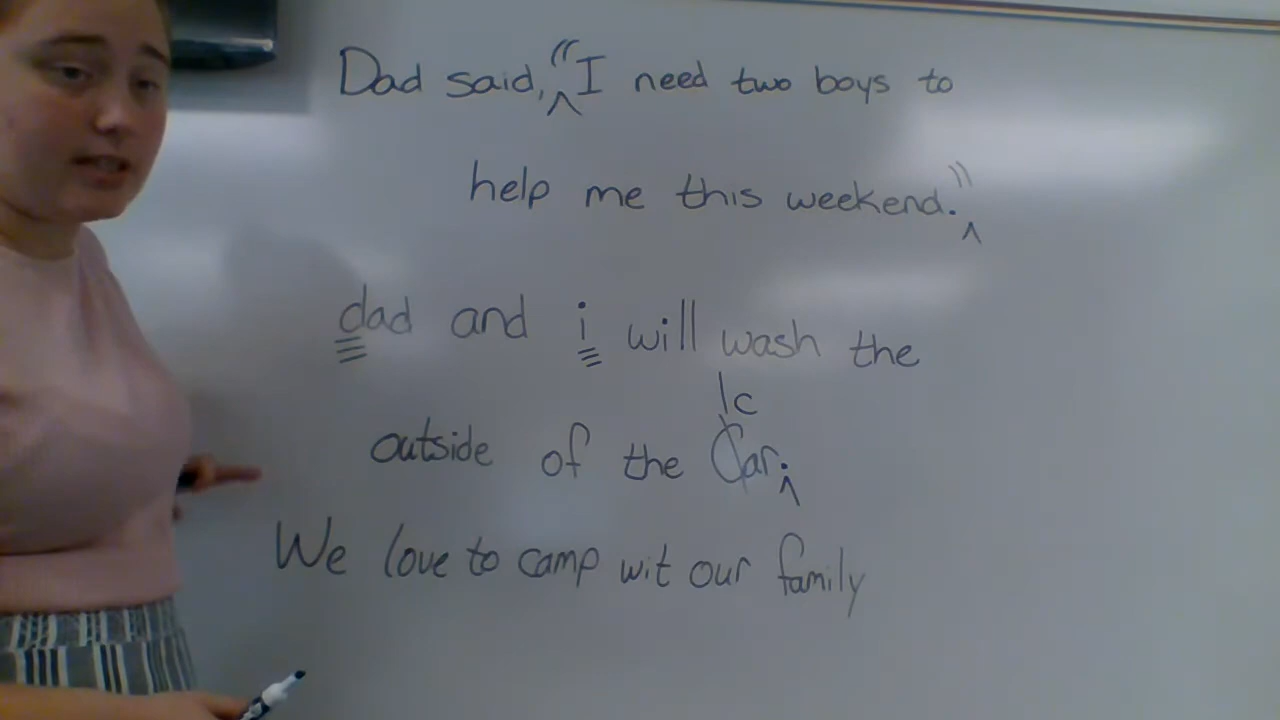 Dad said, "I need two boys to
help me this weekend."
dad and i will wash the
lc
outside of the Car.
We love to camp wit our family